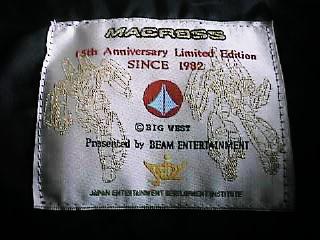 MACROSS
15th Anniversary Limited Edition
SINCE 1982
© BIG WEST
Presented by BEAM ENTERTAINMENT
JAPAN ENTERTAINMENT DEVELOPMENT INSTITUTE